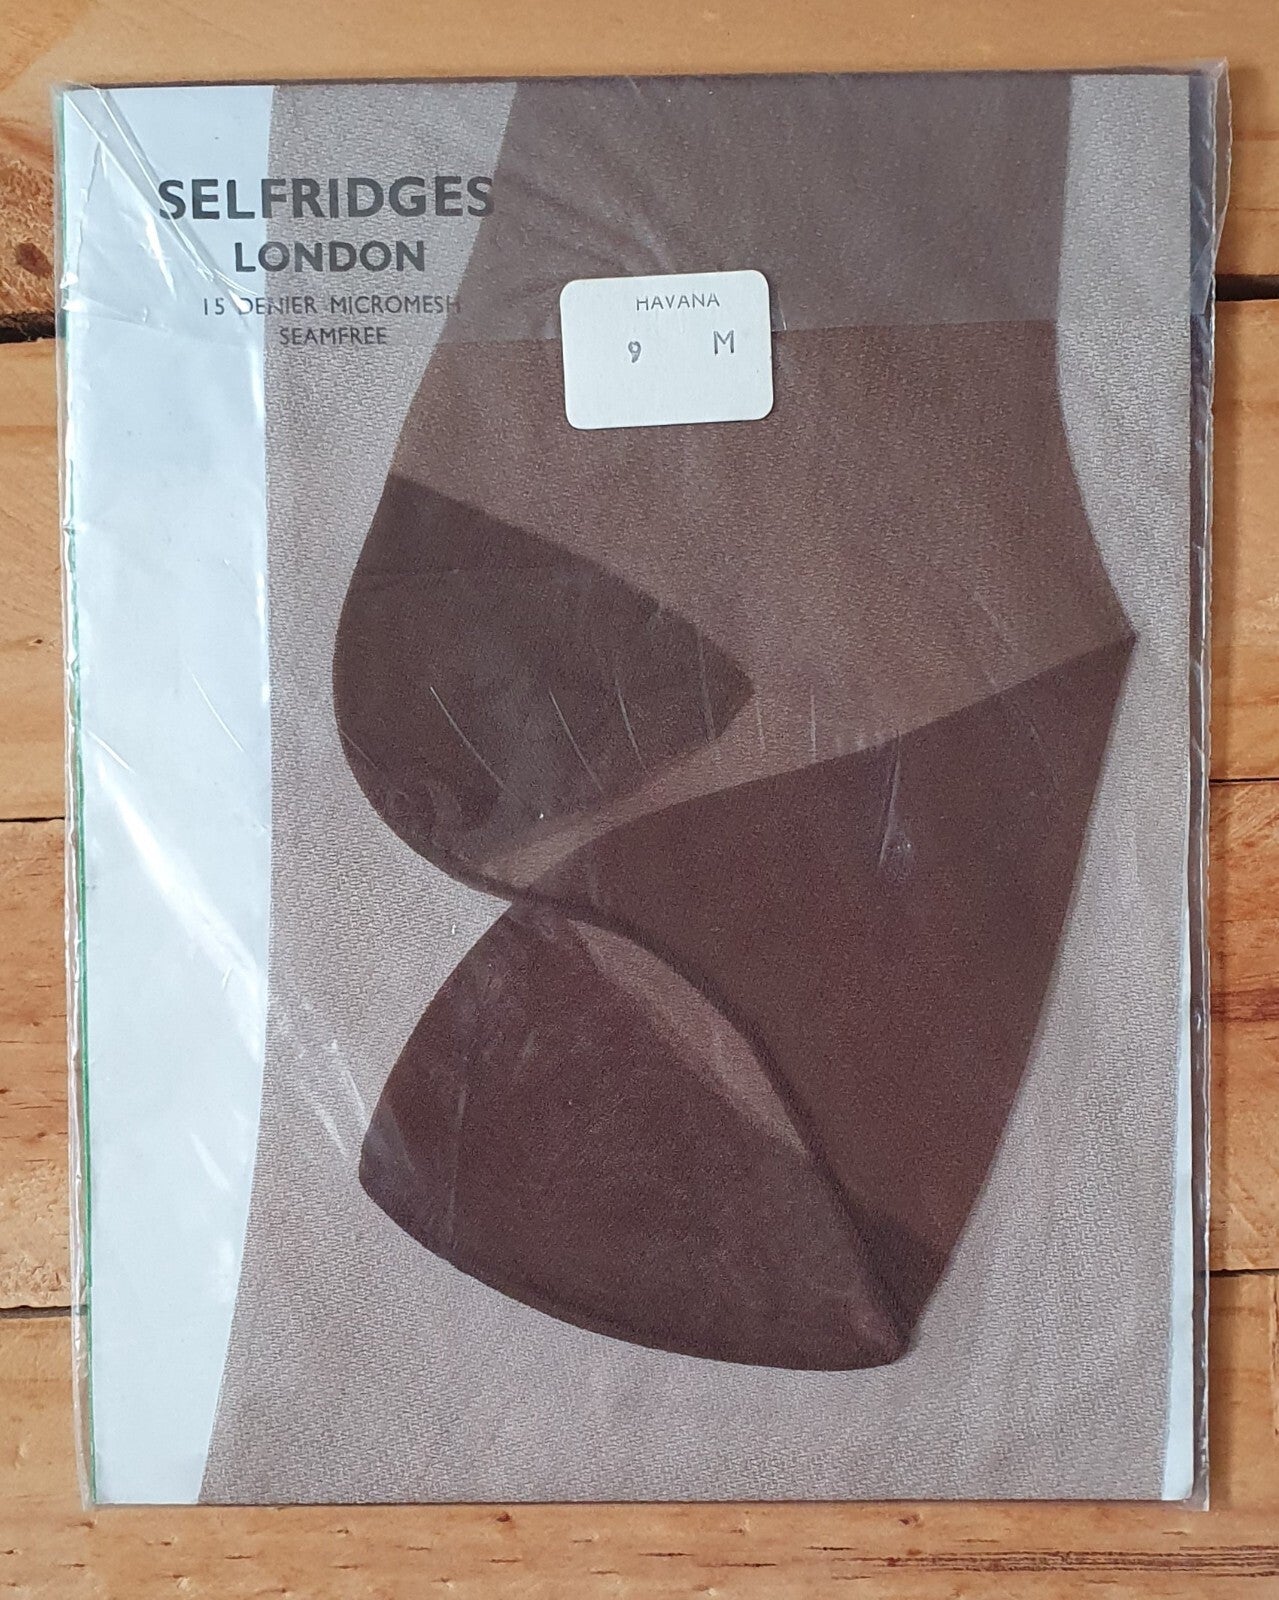 SELFRIDGES
LONDON
15 DENIER MICROMESH
SEAMFREE
HAVANA
9 M